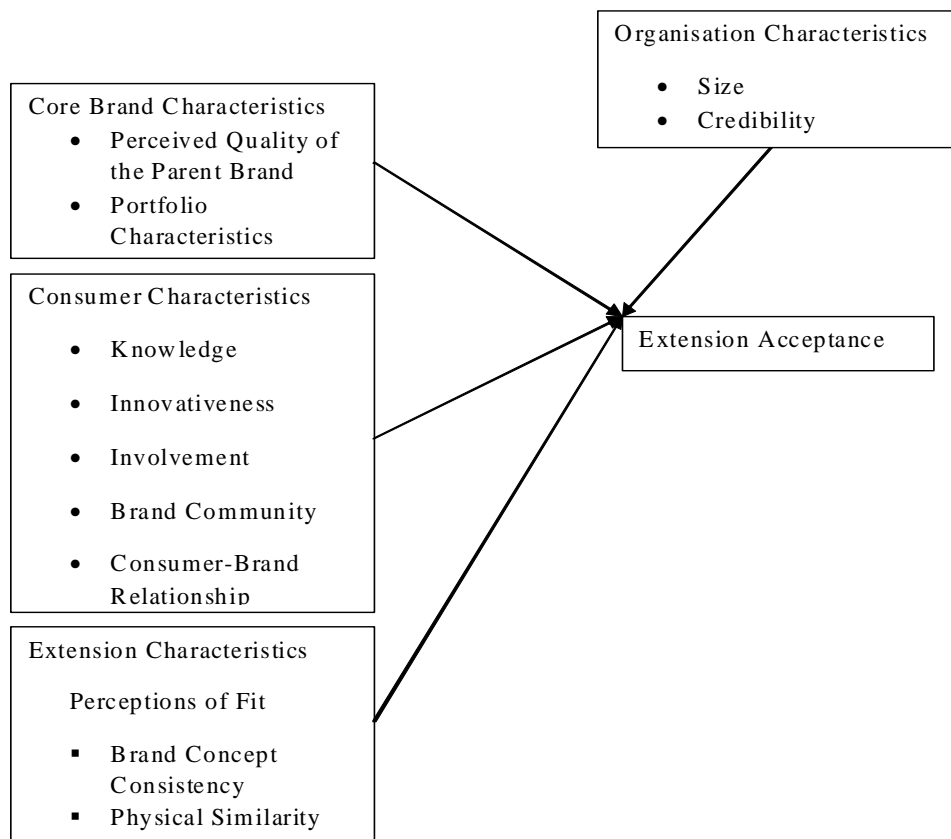 Organisation Characteristics
• Size
• Credibility
Core Brand Characteristics
• Perceived Quality of
the Parent Brand
• Portfolio
Characteristics
Consumer Characteristics
• Knowledge
• Innovativeness
• Involvement
• Brand Community
• Consumer-Brand
Relationship
Extension Acceptance
Extension Characteristics
Perceptions of Fit
▪ Brand Concept
Consistency
▪ Physical Similarity